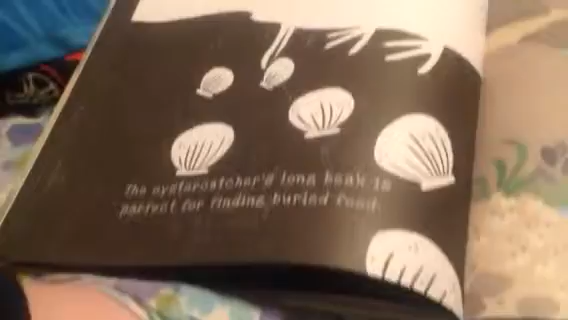 The oystercatcher's long beak is
perfect for finding buried food.